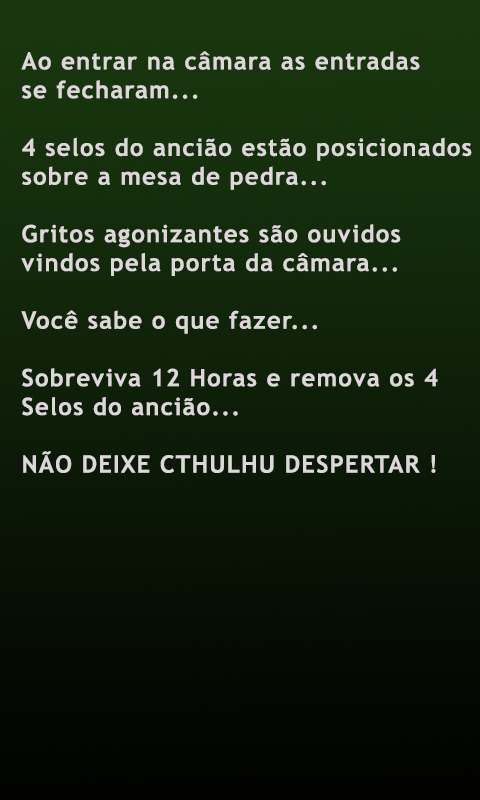 Ao entrar na câmara as entradas
se fecharam...
4 selos do ancião estão posicionados
sobre a mesa de pedra...
Gritos agonizantes são ouvidos
vindos pela porta da câmara...
Você sabe o que fazer...
Sobreviva 12 Horas e remova os 4
Selos do ancião...
NÃO DEIXE CTHULHU DESPERTAR !